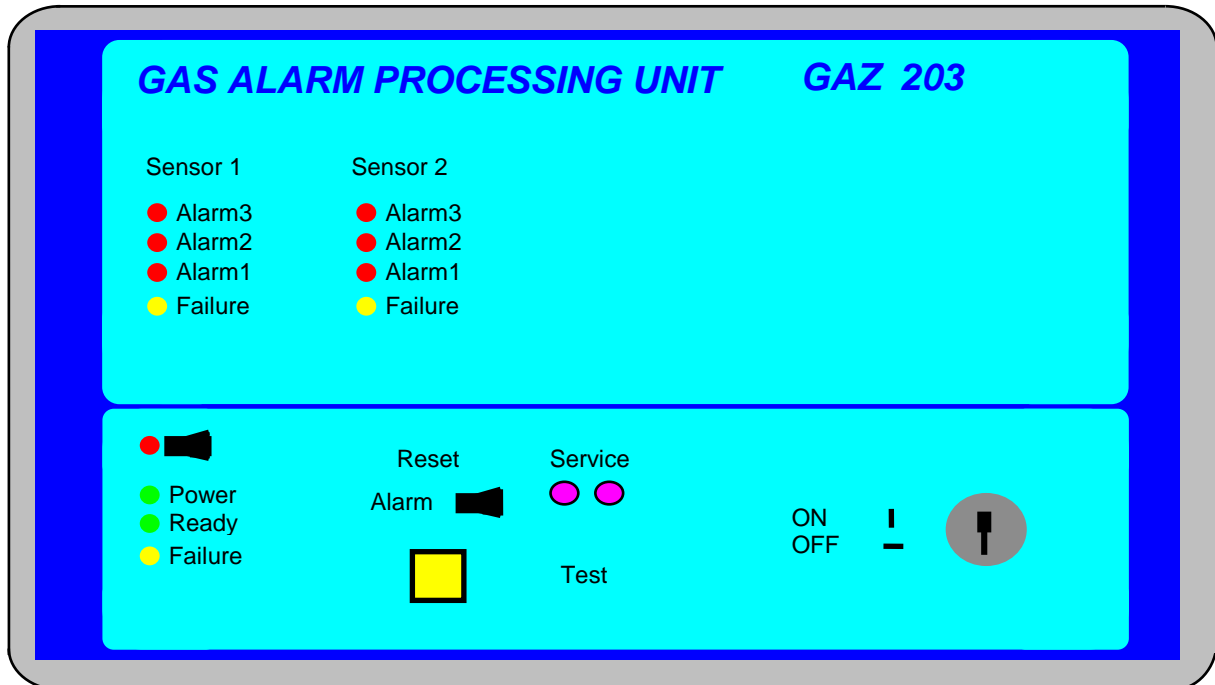 GAS ALARM PROCESSING UNIT GAZ 203
Sensor 1 Sensor 2
Alarm3 Alarm3
Alarm2 Alarm2
Alarm1 Alarm1
Failure Failure
Reset Service
Power Alarm
Ready
ON
OFF
Failure
Test